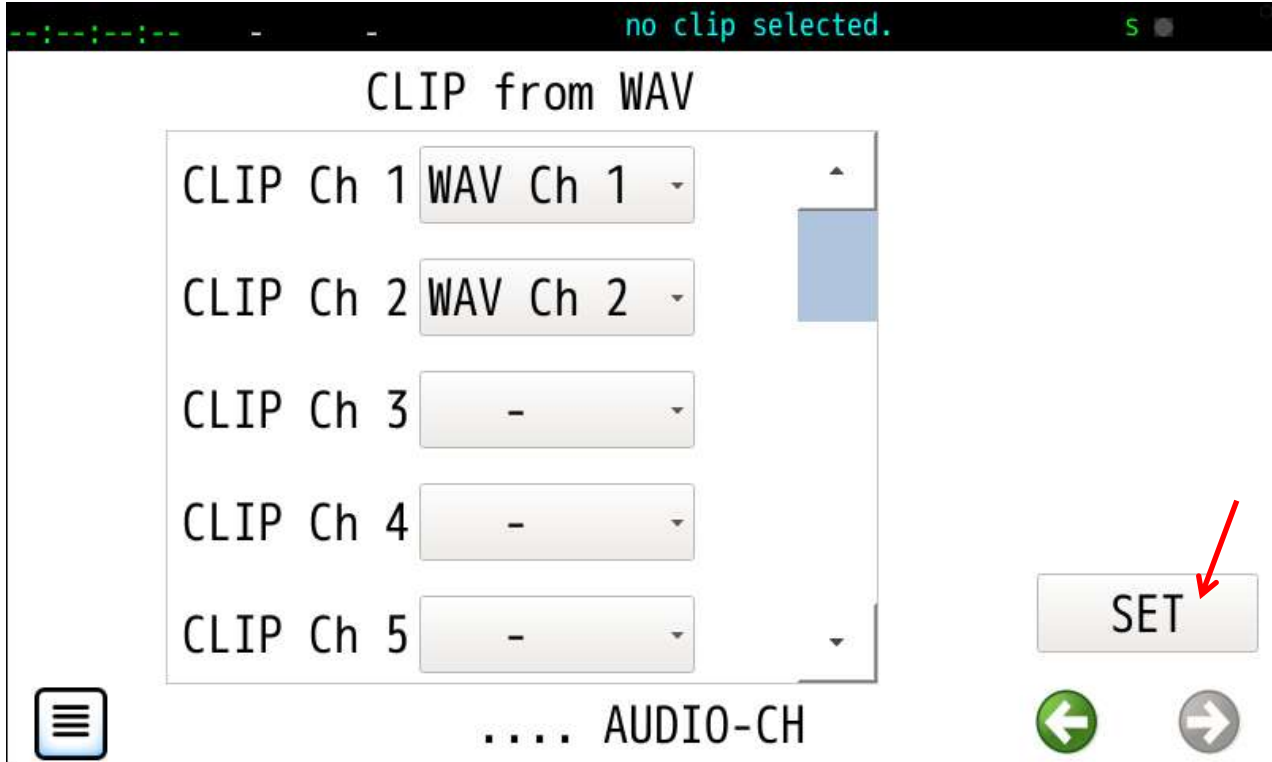 --:--:--:-- - - no clip selected. S
CLIP from WAV
CLIP Ch 1 WAV Ch 1
CLIP Ch 2 WAV Ch 2
CLIP Ch 3 -
CLIP Ch 4 -
CLIP Ch 5 -
SET
.... AUDIO-CH